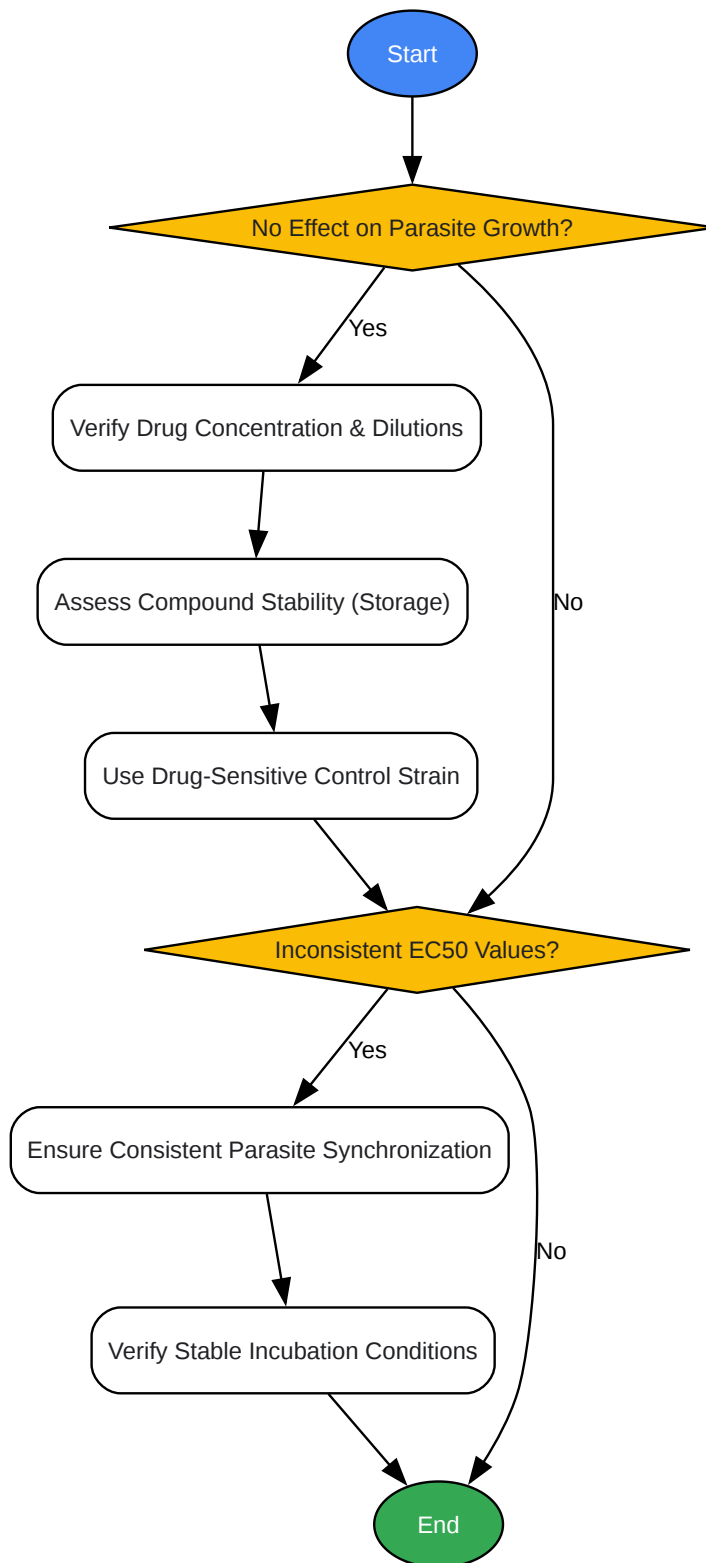 Start
No Effect on Parasite Growth?
Yes
Verify Drug Concentration & Dilutions
Assess Compound Stability (Storage)
No
Use Drug-Sensitive Control Strain
Inconsistent EC50 Values?
Yes
Ensure Consistent Parasite Synchronization
No
Verify Stable Incubation Conditions
End